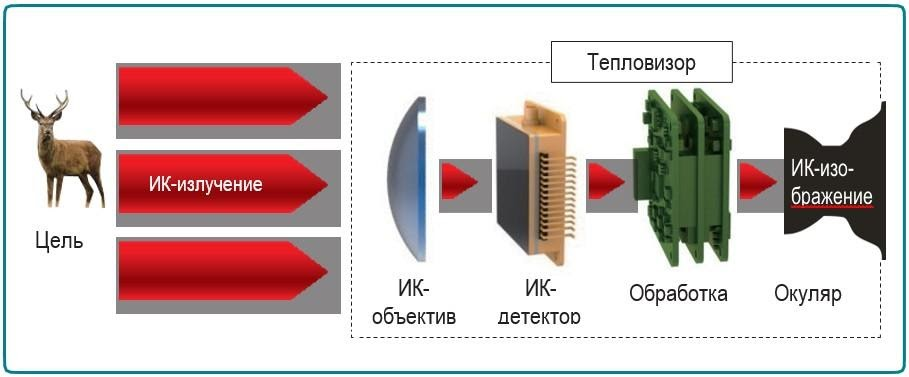 Тепловизор
ИК-излучение
ИК-изо-
бражение
Цель
ИК-
объектив
ИК-
детектор
Обработка
Окуляр